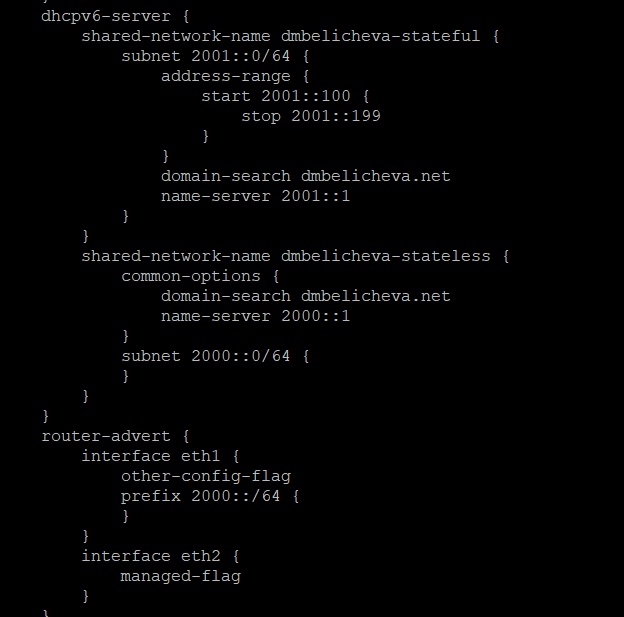 dhcpv6-server {
    shared-network-name dmbelicheva-stateful {
        subnet 2001::0/64 {
            address-range {
                start 2001::100 {
                    stop 2001::199
                }
            }
            domain-search dmbelicheva.net
            name-server 2001::1
        }
    }
    shared-network-name dmbelicheva-stateless {
        common-options {
            domain-search dmbelicheva.net
            name-server 2000::1
        }
        subnet 2000::0/64 {
        }
    }
}
router-advert {
    interface eth1 {
        other-config-flag
        prefix 2000::/64 {
        }
    }
    interface eth2 {
        managed-flag
    }
}